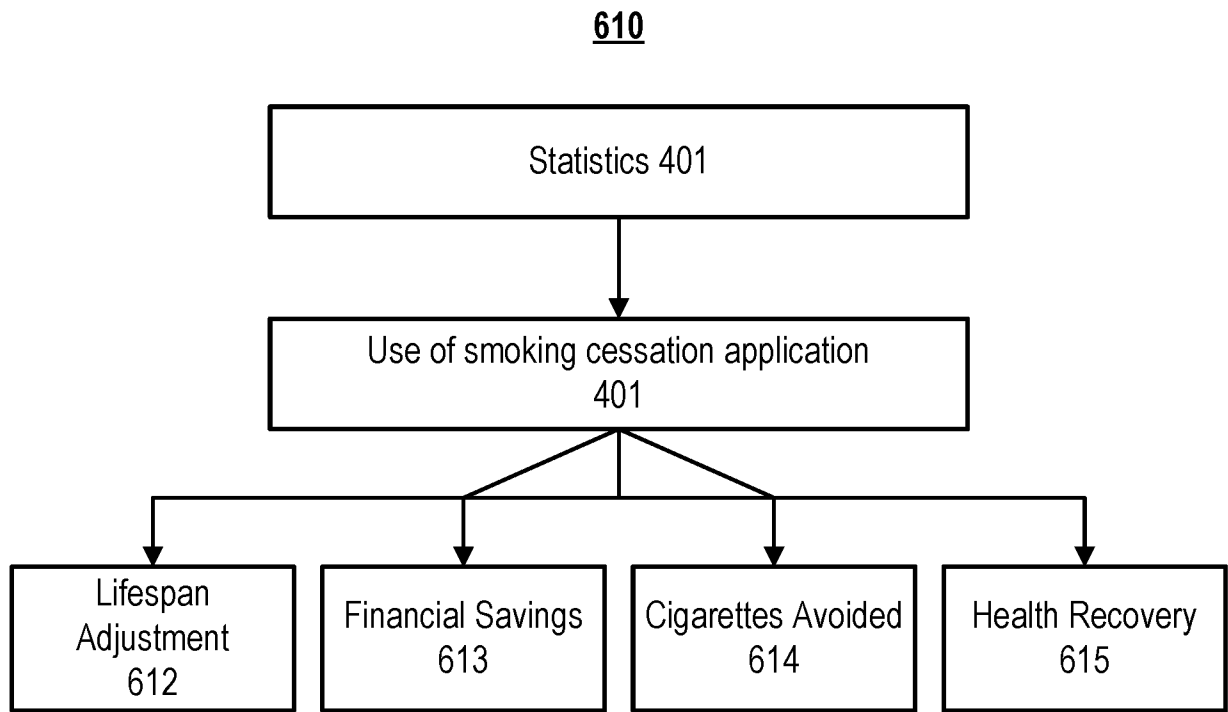 610
Statistics 401
Use of smoking cessation application
401
Lifespan
Adjustment
612
Financial Savings
613
Cigarettes Avoided
614
Health Recovery
615